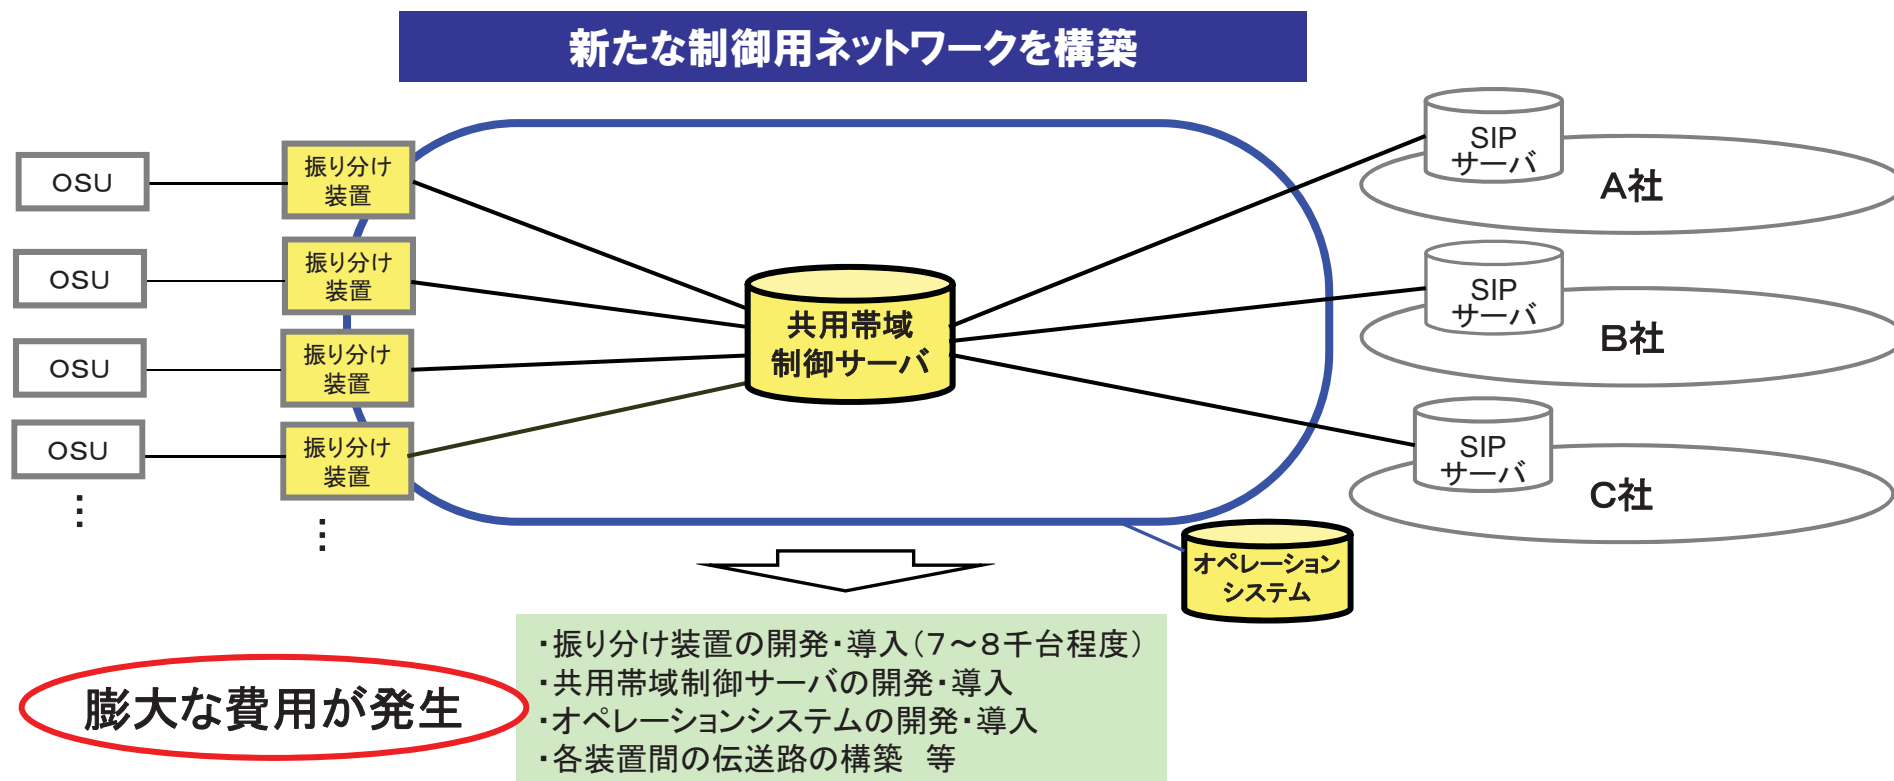 新たな制御用ネットワークを構築
OSU
振り分け
装置
OSU
振り分け
装置
OSU
振り分け
装置
OSU
振り分け
装置
共用帯域
制御サーバ
SIP
サーバ
A社
SIP
サーバ
B社
SIP
サーバ
C社
オペレーション
システム
膨大な費用が発生
・振り分け装置の開発・導入(7～8千台程度)
・共用帯域制御サーバの開発・導入
・オペレーションシステムの開発・導入
・各装置間の伝送路の構築　等